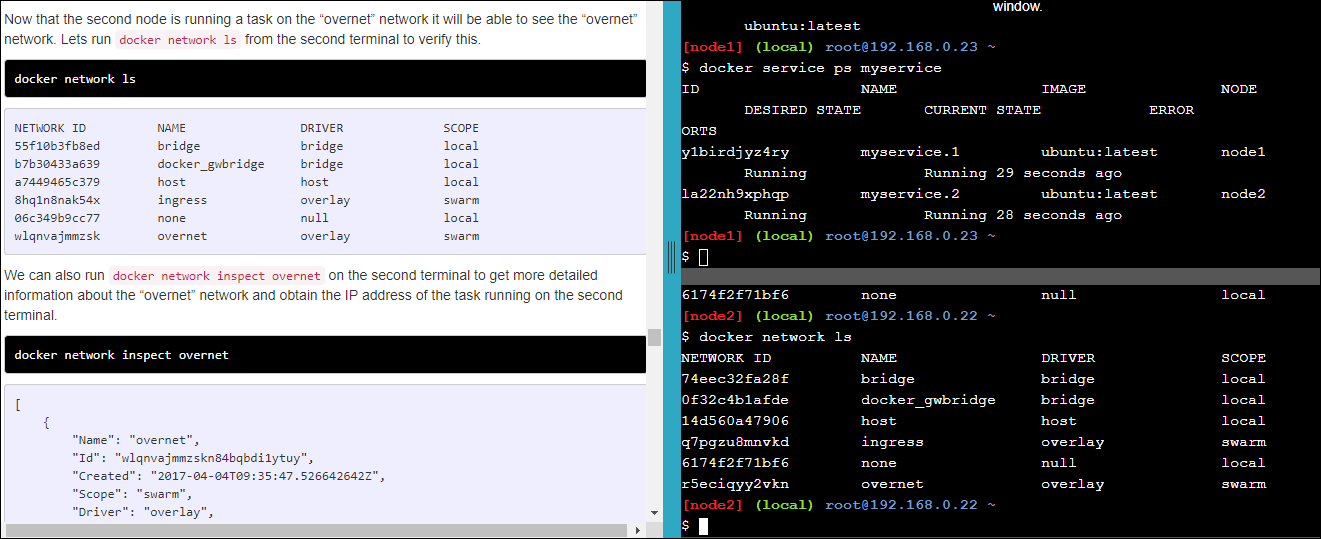 Now that the second node is running a task on the “overnet” network it will be able to see the “overnet”
network. Lets run docker network ls from the second terminal to verify this.
docker network ls
NETWORK ID NAME DRIVER SCOPE
55f10b3fb8ed bridge bridge local
b7b30433a639 docker_gwbridge bridge local
a7449465c379 host host local
8hq1n8nak54x ingress overlay swarm
06c349b9cc77 none null local
wlqnvajmmzsk overnet overlay swarm
We can also run docker network inspect overnet on the second terminal to get more detailed
information about the “overnet” network and obtain the IP address of the task running on the second
terminal.
docker network inspect overnet
[
{
"Name": "overnet",
"Id": "wlqnvajmmzskn84bqbdi1ytuy",
"Created": "2017-04-04T09:35:47.526642642Z",
"Scope": "swarm",
"Driver": "overlay",
window.
ubuntu:latest
[node1] (local) root@192.168.0.23 ~
$ docker service ps myservice
ID NAME IMAGE NODE
DESIRED STATE CURRENT STATE ERROR
ORTS
y1birdjyz4ry myservice.1 ubuntu:latest node1
Running Running 29 seconds ago
la22nh9xphqp myservice.2 ubuntu:latest node2
Running Running 28 seconds ago
[node1] (local) root@192.168.0.23 ~
$
6174f2f71bf6 none null local
[node2] (local) root@192.168.0.22 ~
$ docker network ls
NETWORK ID NAME DRIVER SCOPE
74eec32fa28f bridge bridge local
0f32c4b1afde docker_gwbridge bridge local
14d560a47906 host host local
q7pgzu8mnvkd ingress overlay swarm
6174f2f71bf6 none null local
r5eciqyy2vkn overnet overlay swarm
[node2] (local) root@192.168.0.22 ~
$